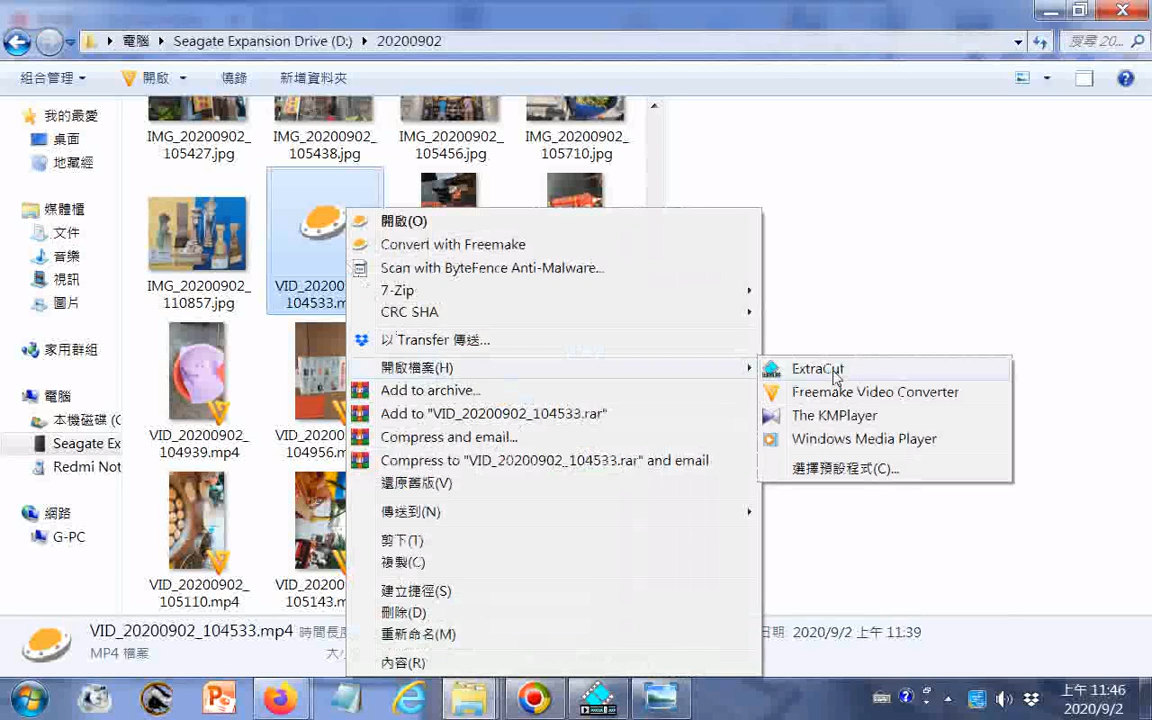 電腦 ▸ Seagate Expansion Drive (D:) ▸ 20200902
搜尋 20...
組合管理
開啟
燒錄
新增資料夾
我的最愛
桌面
地藏經
媒體櫃
文件
音樂
視訊
圖片
家用群組
電腦
本機磁碟 (C
Seagate Ex
Redmi Not
網路
G-PC
IMG_20200902_
105427.jpg
IMG_20200902_
105438.jpg
IMG_20200902_
105456.jpg
IMG_20200902_
105710.jpg
IMG_20200902_
110857.jpg
VID_20200
104533.m
VID_20200902_
104939.mp4
VID_20200
104956.m
VID_20200902_
105110.mp4
VID_20200
105143.m
開啟(O)
Convert with Freemake
Scan with ByteFence Anti-Malware...
7-Zip
CRC SHA
以 Transfer 傳送...
開啟檔案(H)
Add to archive...
Add to "VID_20200902_104533.rar"
Compress and email...
Compress to "VID_20200902_104533.rar" and email
還原舊版(V)
傳送到(N)
剪下(T)
複製(C)
建立捷徑(S)
刪除(D)
重新命名(M)
內容(R)
ExtraCut
Freemake Video Converter
The KMPlayer
Windows Media Player
選擇預設程式(C)...
VID_20200902_104533.mp4 時間長度
MP4 檔案
大小
日期: 2020/9/2 上午 11:39
上午 11:46
2020/9/2